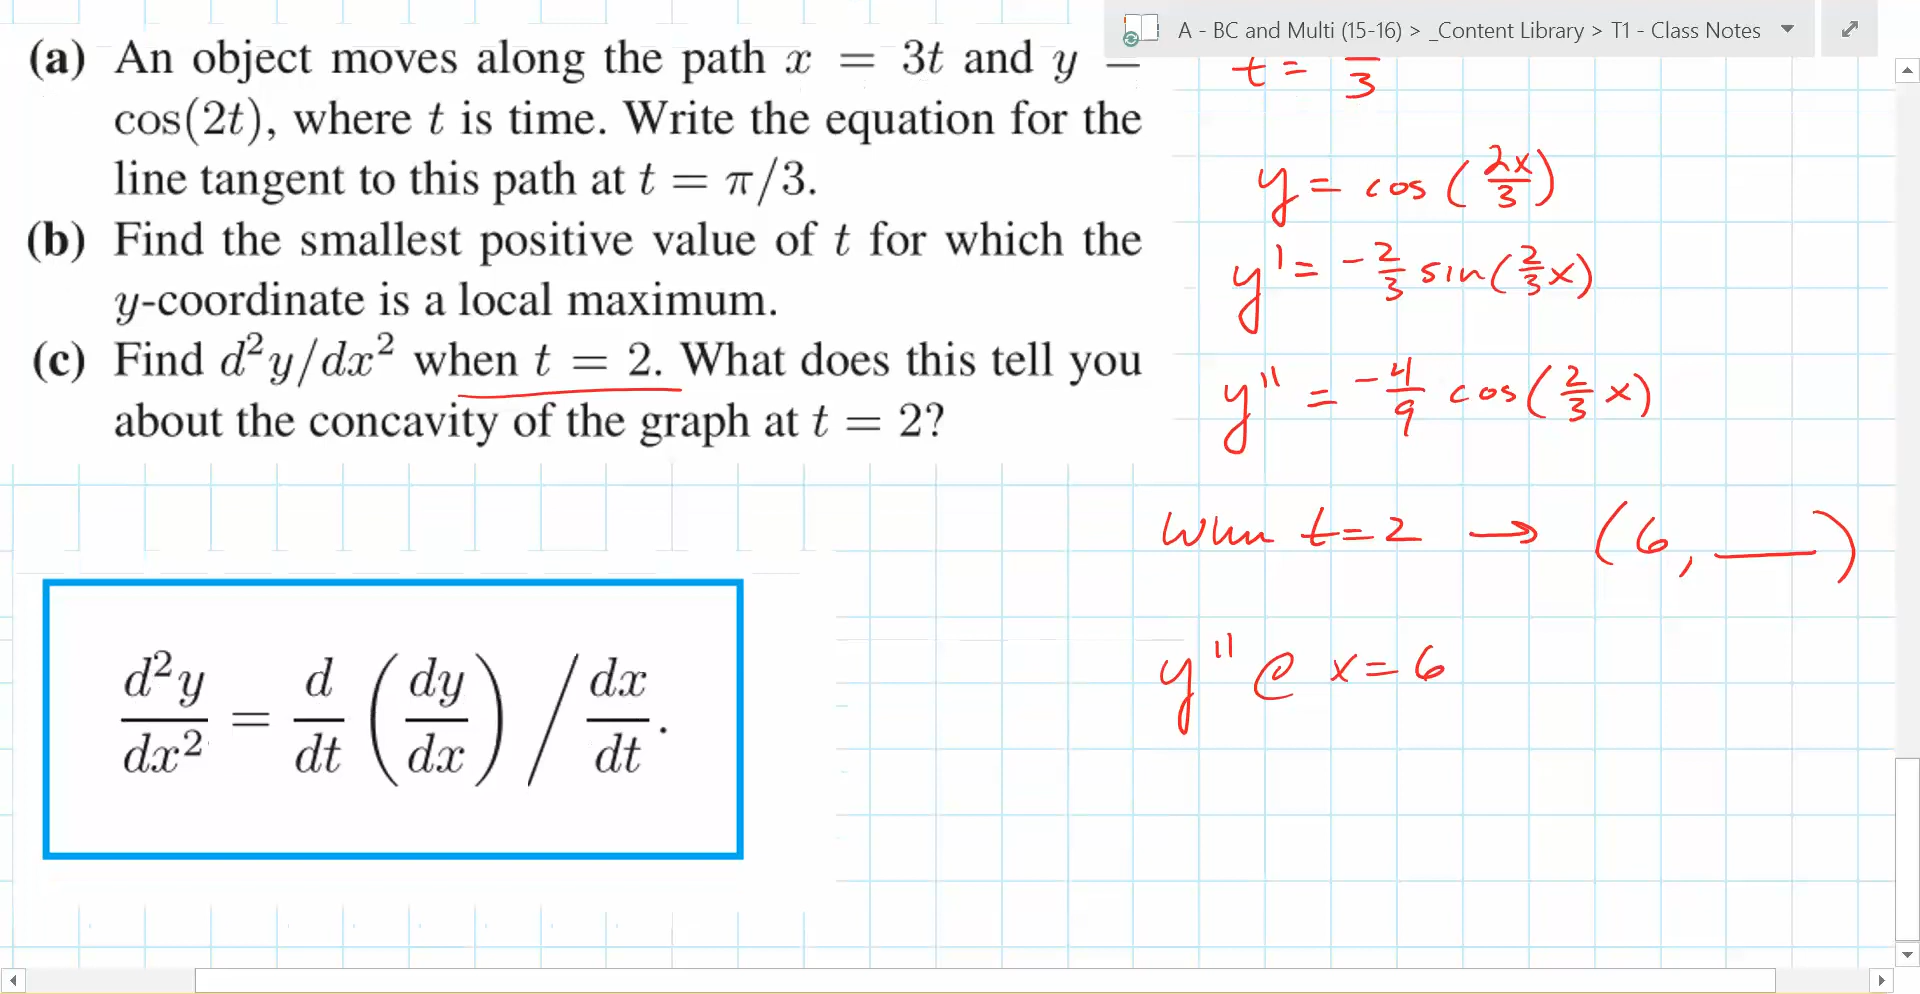 A - BC and Multi (15-16) > _Content Library > T1 - Class Notes
(a) An object moves along the path x = 3t and y =
cos(2t), where t is time. Write the equation for the
line tangent to this path at t = π/3.
(b) Find the smallest positive value of t for which the
y-coordinate is a local maximum.
(c) Find d²y/dx² when t = 2. What does this tell you
about the concavity of the graph at t = 2?
d²y/dx² = d/dt (dy/dx) / dx/dt.
y = cos(2x/3)
y' = -2/3 sin(2/3 x)
y'' = -4/9 cos(2/3 x)
When t=2 → (6, ___)
y'' @ x=6